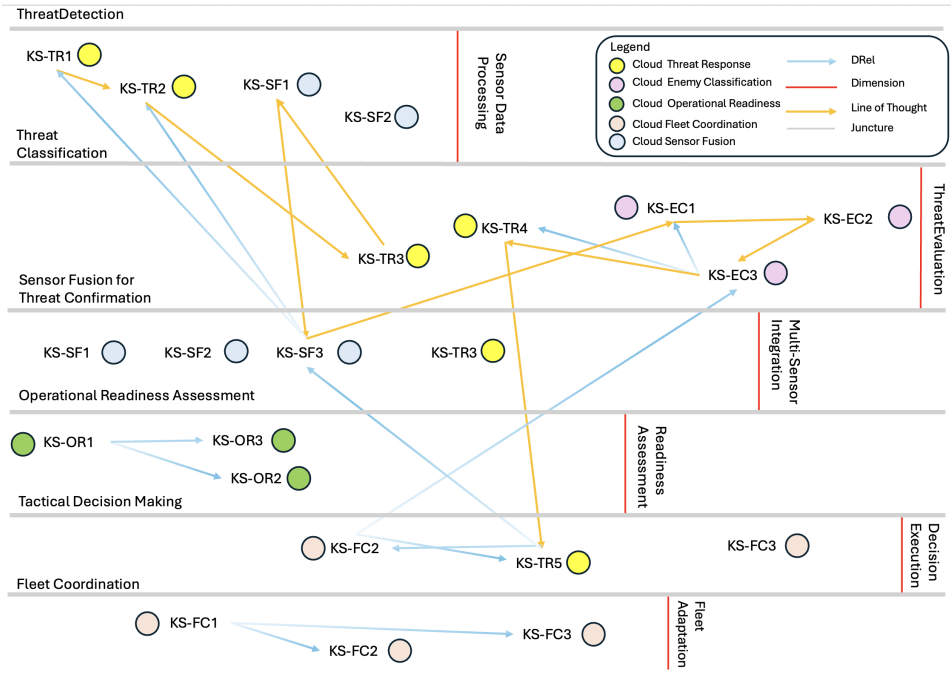 ThreatDetection
KS-TR1
KS-TR2
KS-SF1
KS-SF2
Threat
Classification
Sensor Data
Processing
Legend
Cloud Threat Response
Cloud Enemy Classification
Cloud Operational Readiness
Cloud Fleet Coordination
Cloud Sensor Fusion
DRel
Dimension
Line of Thought
Juncture
KS-EC1
KS-EC2
KS-TR4
KS-TR3
KS-EC3
Sensor Fusion for
Threat Confirmation
ThreatEvaluation
KS-SF1
KS-SF2
KS-SF3
KS-TR3
Operational Readiness Assessment
Multi-Sensor
Integration
KS-OR1
KS-OR3
KS-OR2
Tactical Decision Making
Readiness
Assessment
KS-FC2
KS-TR5
KS-FC3
Fleet Coordination
Decision
Execution
KS-FC1
KS-FC2
KS-FC3
Fleet
Adaptation